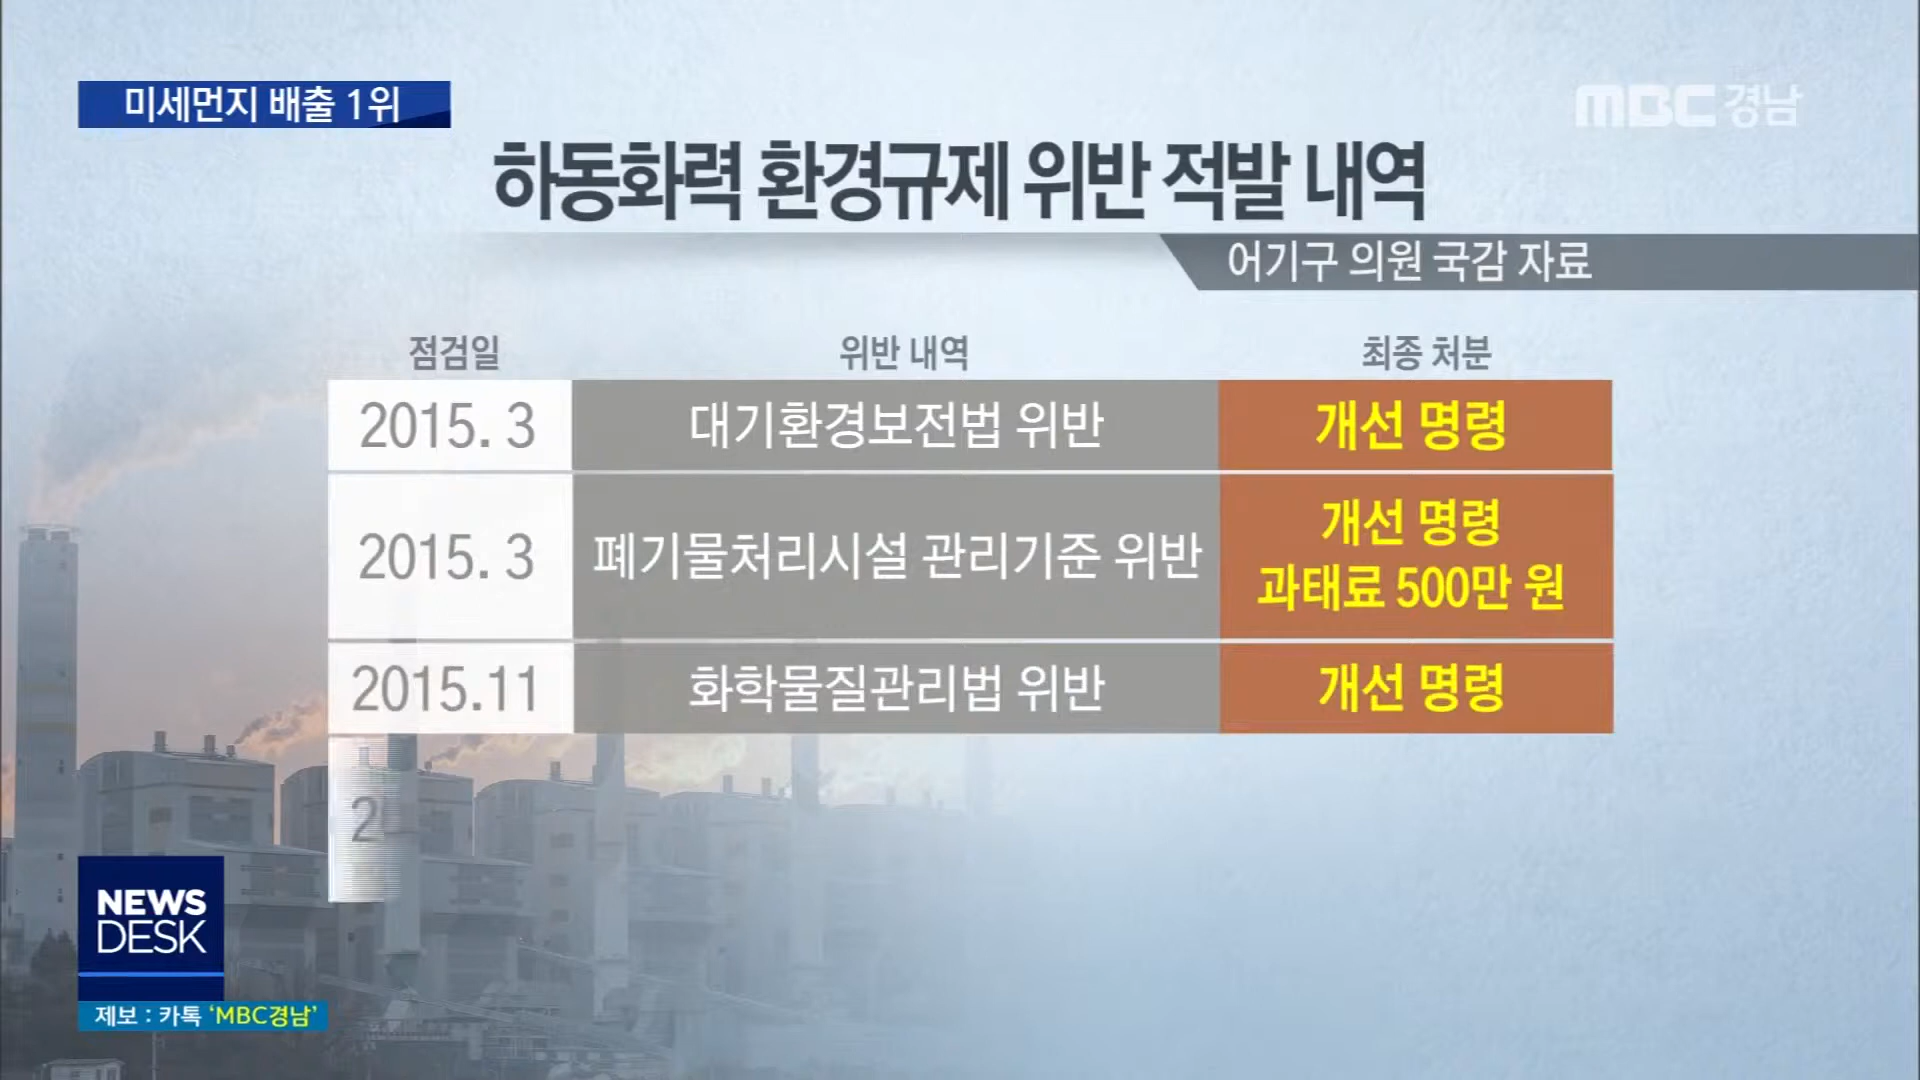 미세먼지 배출 1위
MBC경남
하동화력 환경규제 위반 적발 내역
어기구 의원 국감 자료
점검일 위반 내역 최종 처분
2015. 3 대기환경보전법 위반 개선 명령
2015. 3 폐기물처리시설 관리기준 위반 개선 명령
과태료 500만 원
2015.11 화학물질관리법 위반 개선 명령
2
NEWS
DESK
제보 : 카톡 ‘MBC경남’